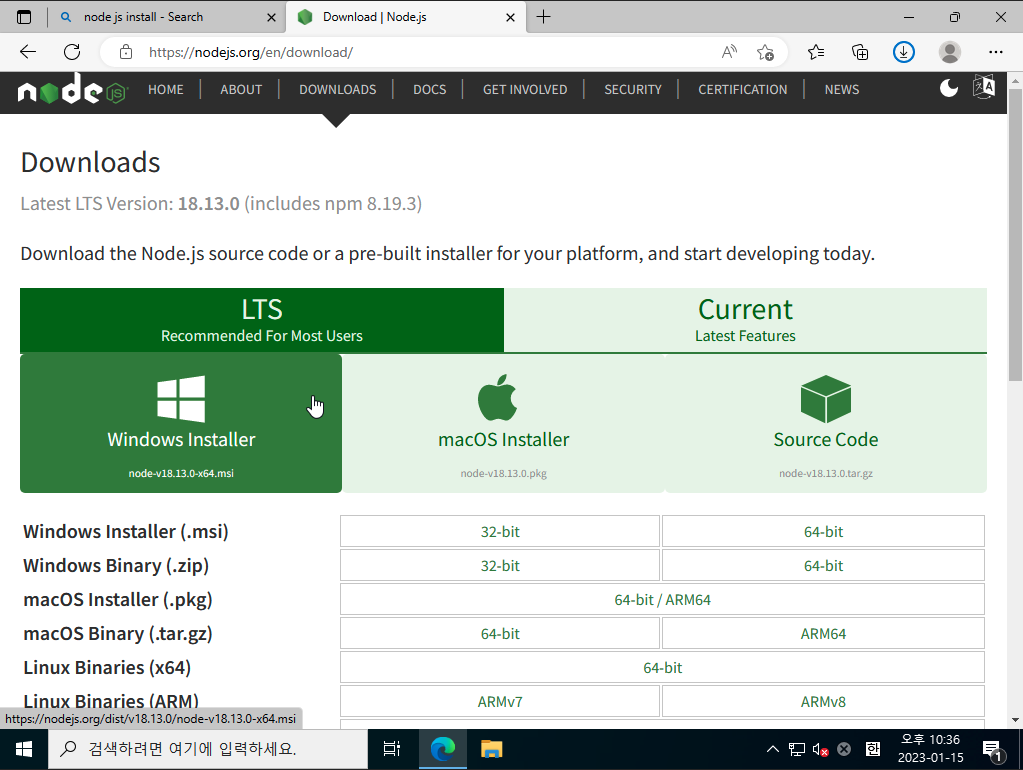 node js install - Search
Download | Node.js
https://nodejs.org/en/download/
node JS
HOME ABOUT DOWNLOADS DOCS GET INVOLVED SECURITY CERTIFICATION NEWS
Downloads
Latest LTS Version: 18.13.0 (includes npm 8.19.3)
Download the Node.js source code or a pre-built installer for your platform, and start developing today.
LTS
Recommended For Most Users
Current
Latest Features
Windows Installer
node-v18.13.0-x64.msi
macOS Installer
node-v18.13.0.pkg
Source Code
node-v18.13.0.tar.gz
Windows Installer (.msi) 32-bit 64-bit
Windows Binary (.zip) 32-bit 64-bit
macOS Installer (.pkg) 64-bit / ARM64
macOS Binary (.tar.gz) 64-bit ARM64
Linux Binaries (x64) 64-bit
Linux Binaries (ARM) ARMv7 ARMv8
https://nodejs.org/dist/v18.13.0/node-v18.13.0-x64.msi
검색하려면 여기에 입력하세요.
한
오후 10:36
2023-01-15
1